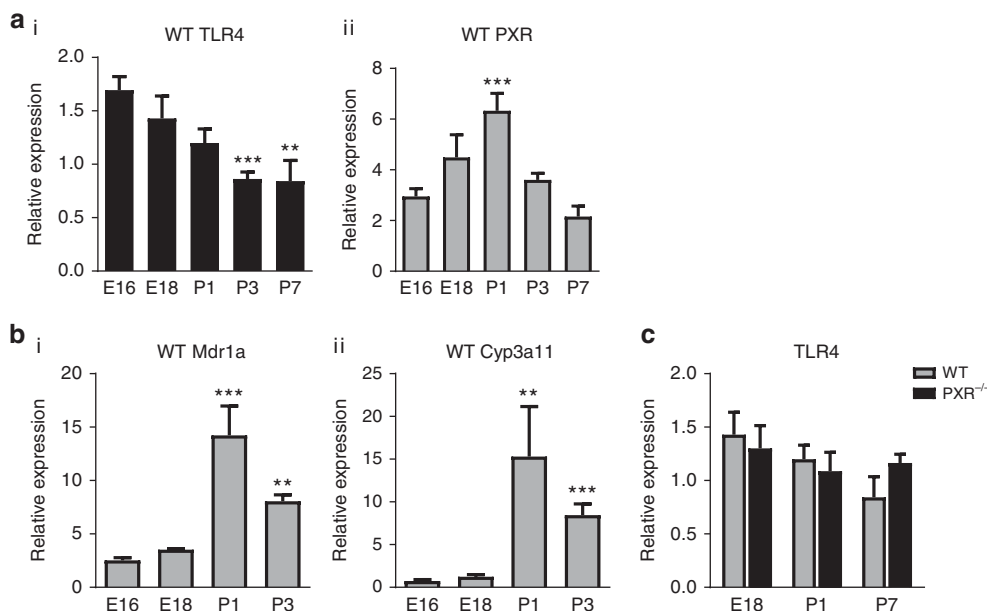 a
i
WT TLR4
Relative expression
2.0
1.5
1.0
0.5
0.0
***
**
E16 E18 P1 P3 P7
ii
WT PXR
Relative expression
8
6
4
2
0
***
E16 E18 P1 P3 P7
b
i
WT Mdr1a
Relative expression
20
15
10
5
0
***
**
E16 E18 P1 P3
ii
WT Cyp3a11
Relative expression
25
20
15
10
5
0
**
***
E16 E18 P1 P3
c
TLR4
Relative expression
2.0
1.5
1.0
0.5
0.0
WT
PXR⁻/⁻
E18 P1 P7